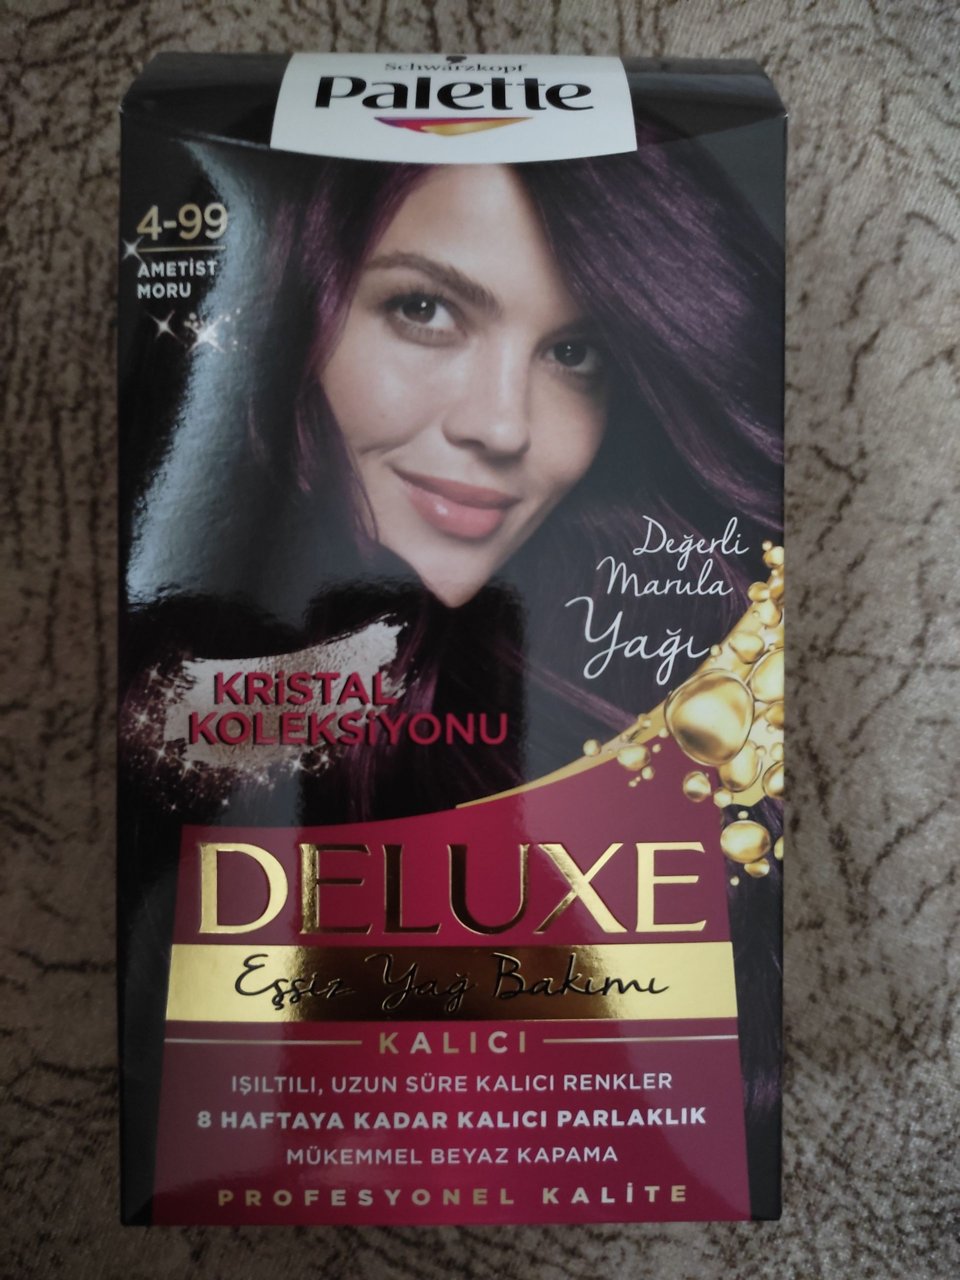 Schwarzkopf
Palette
4-99
AMETİST
MORU
Değerli
Marula
Yağı
KRİSTAL
KOLEKSİYONU
DELUXE
Eşsiz Yağ Bakımı
KALICI
IŞILTILI, UZUN SÜRE KALICI RENKLER
8 HAFTAYA KADAR KALICI PARLAKLIK
MÜKEMMEL BEYAZ KAPAMA
PROFESYONEL KALİTE